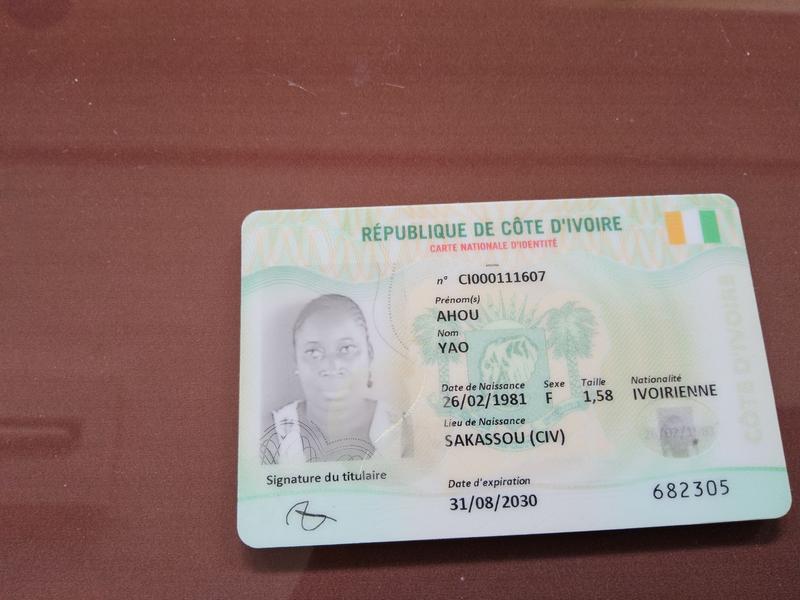 RÉPUBLIQUE DE CÔTE D'IVOIRE
CARTE NATIONALE D'IDENTITÉ
n° CI000111607
Prénom(s)
AHOU
Nom
YAO
Date de Naissance Sexe Taille Nationalité
26/02/1981 F 1,58 IVOIRIENNE
Lieu de Naissance
SAKASSOU (CIV)
Signature du titulaire
Date d'expiration
31/08/2030
682305
CÔTE D'IVOIRE